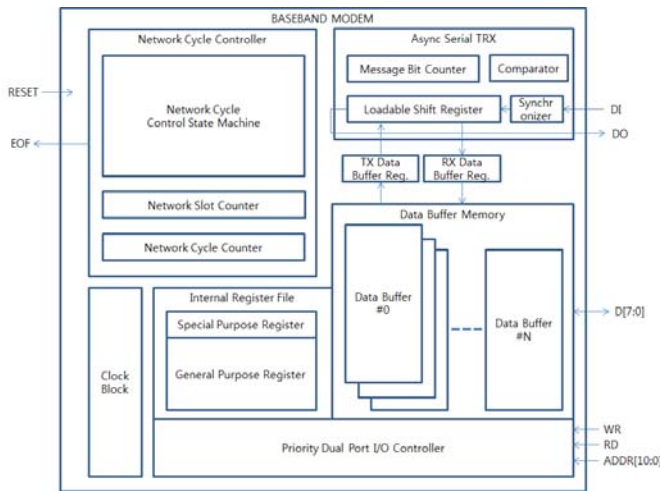 BASEBAND MODEM
Network Cycle Controller
Async Serial TRX
Message Bit Counter
Comparator
RESET
Network Cycle
Control State Machine
Loadable Shift Register
Synchr
onizer
DI
EOF
DO
TX Data
Buffer Reg.
RX Data
Buffer Reg.
Network Slot Counter
Data Buffer Memory
Network Cycle Counter
Internal Register File
Data Buffer
#0
Data Buffer
#N
D[7:0]
Special Purpose Register
Clock
Block
General Purpose Register
Priority Dual Port I/O Controller
WR
RD
ADDR[10:0]